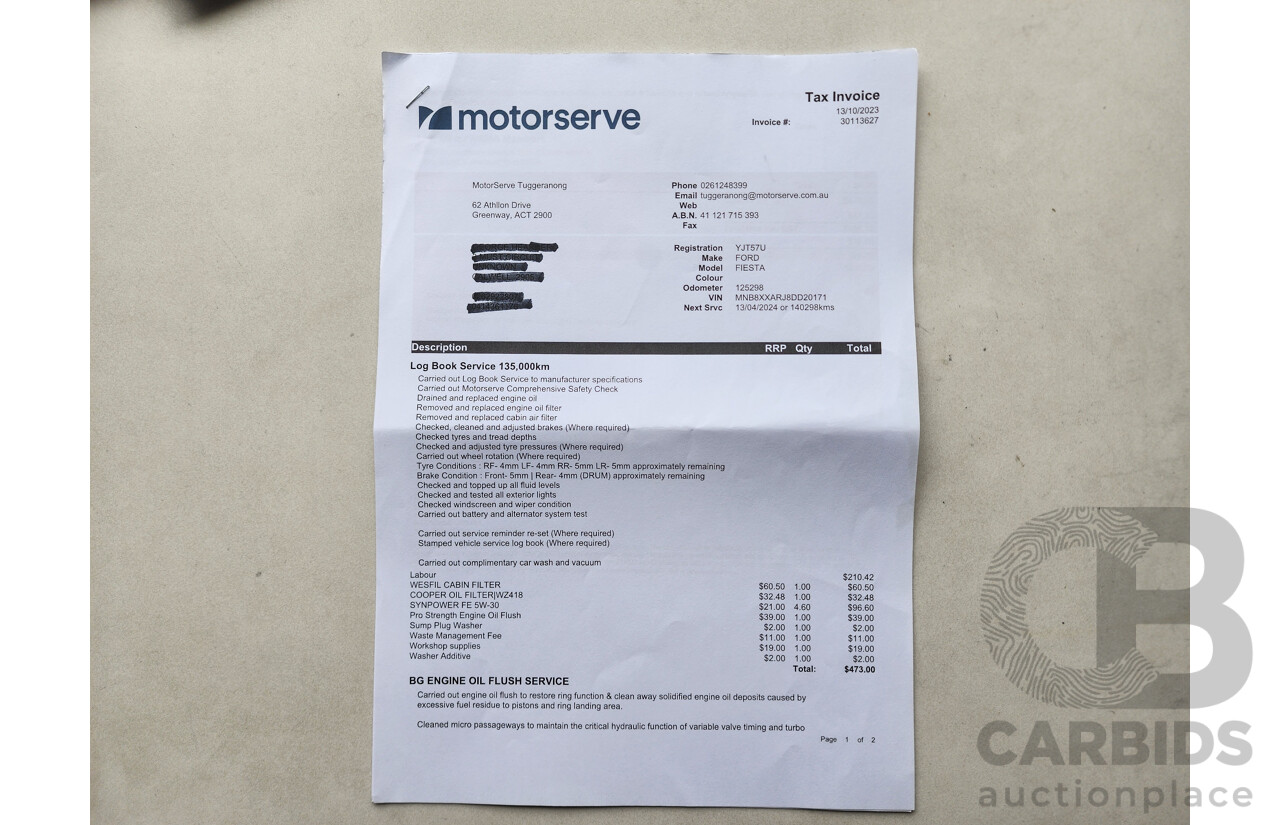 motorserve
Tax Invoice
13/10/2023
Invoice #: 30113627
MotorServe Tuggeranong
62 Athllon Drive
Greenway, ACT 2900
Phone 0261248399
Email tuggeranong@motorserve.com.au
Web
A.B.N. 41 121 715 393
Fax
Registration YJT57U
Make FORD
Model FIESTA
Colour
Odometer 125298
VIN MNB8XXARJ8DD20171
Next Srvc 13/04/2024 or 140298kms
Description RRP Qty Total
Log Book Service 135,000km
Carried out Log Book Service to manufacturer specifications
Carried out Motorserve Comprehensive Safety Check
Drained and replaced engine oil
Removed and replaced engine oil filter
Removed and replaced cabin air filter
Checked, cleaned and adjusted brakes (Where required)
Checked tyres and tread depths
Checked and adjusted tyre pressures (Where required)
Carried out wheel rotation (Where required)
Tyre Conditions : RF- 4mm LF- 4mm RR- 5mm LR- 5mm approximately remaining
Brake Condition : Front- 5mm | Rear- 4mm (DRUM) approximately remaining
Checked and topped up all fluid levels
Checked and tested all exterior lights
Checked windscreen and wiper condition
Carried out battery and alternator system test
Carried out service reminder re-set (Where required)
Stamped vehicle service log book (Where required)
Carried out complimentary car wash and vacuum
Labour $210.42
WESFIL CABIN FILTER $60.50 1.00 $60.50
COOPER OIL FILTER|WZ418 $32.48 1.00 $32.48
SYNPOWER FE 5W-30 $21.00 4.60 $96.60
Pro Strength Engine Oil Flush $39.00 1.00 $39.00
Sump Plug Washer $2.00 1.00 $2.00
Waste Management Fee $11.00 1.00 $11.00
Workshop supplies $19.00 1.00 $19.00
Washer Additive $2.00 1.00 $2.00
Total: $473.00
BG ENGINE OIL FLUSH SERVICE
Carried out engine oil flush to restore ring function & clean away solidified engine oil deposits caused by
excessive fuel residue to pistons and ring landing area.
Cleaned micro passageways to maintain the critical hydraulic function of variable valve timing and turbo
Page 1 of 2
CB
CARBIDS
auctionplace